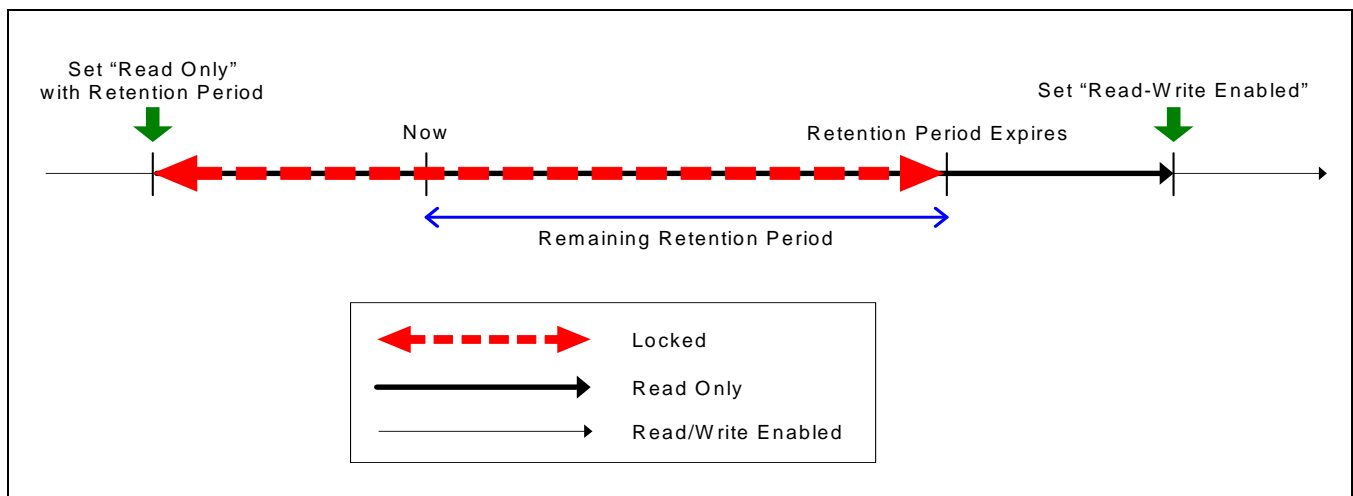 Set “Read Only”
with Retention Period
Now
Retention Period Expires
Set “Read-Write Enabled”
Remaining Retention Period
Locked
Read Only
Read/Write Enabled